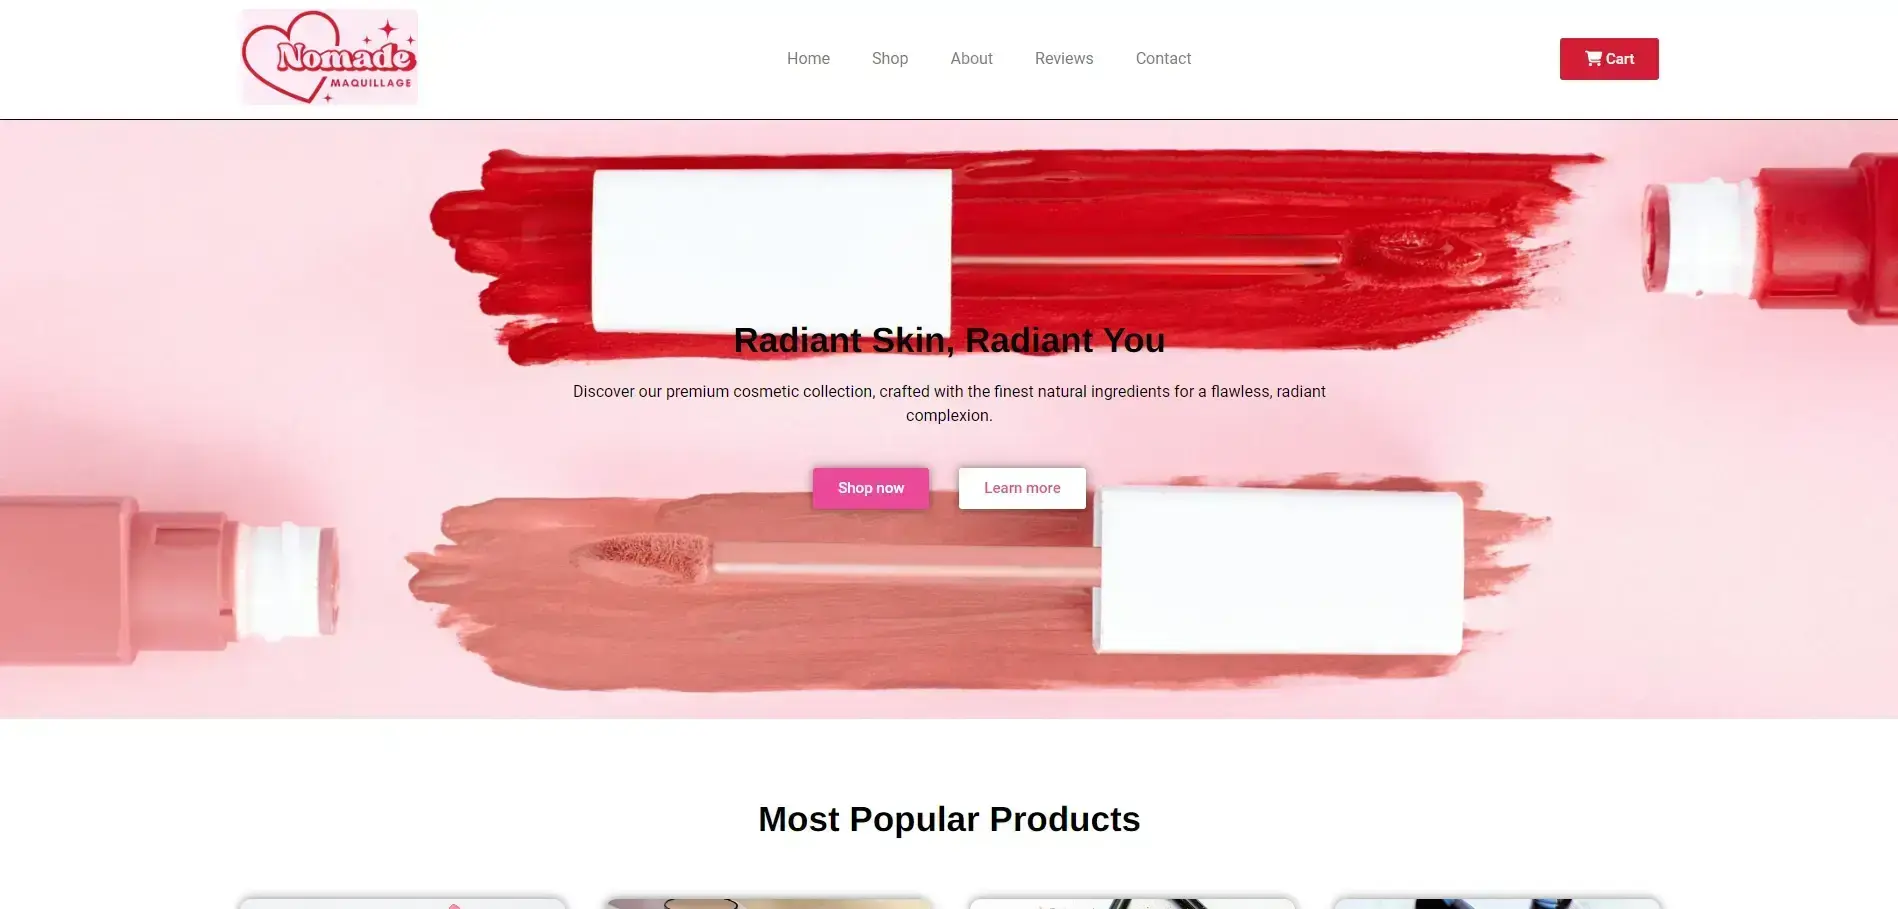 Nomade
MAQUILLAGE
Home
Shop
About
Reviews
Contact
Cart
Radiant Skin, Radiant You
Discover our premium cosmetic collection, crafted with the finest natural ingredients for a flawless, radiant
complexion.
Shop now
Learn more
Most Popular Products